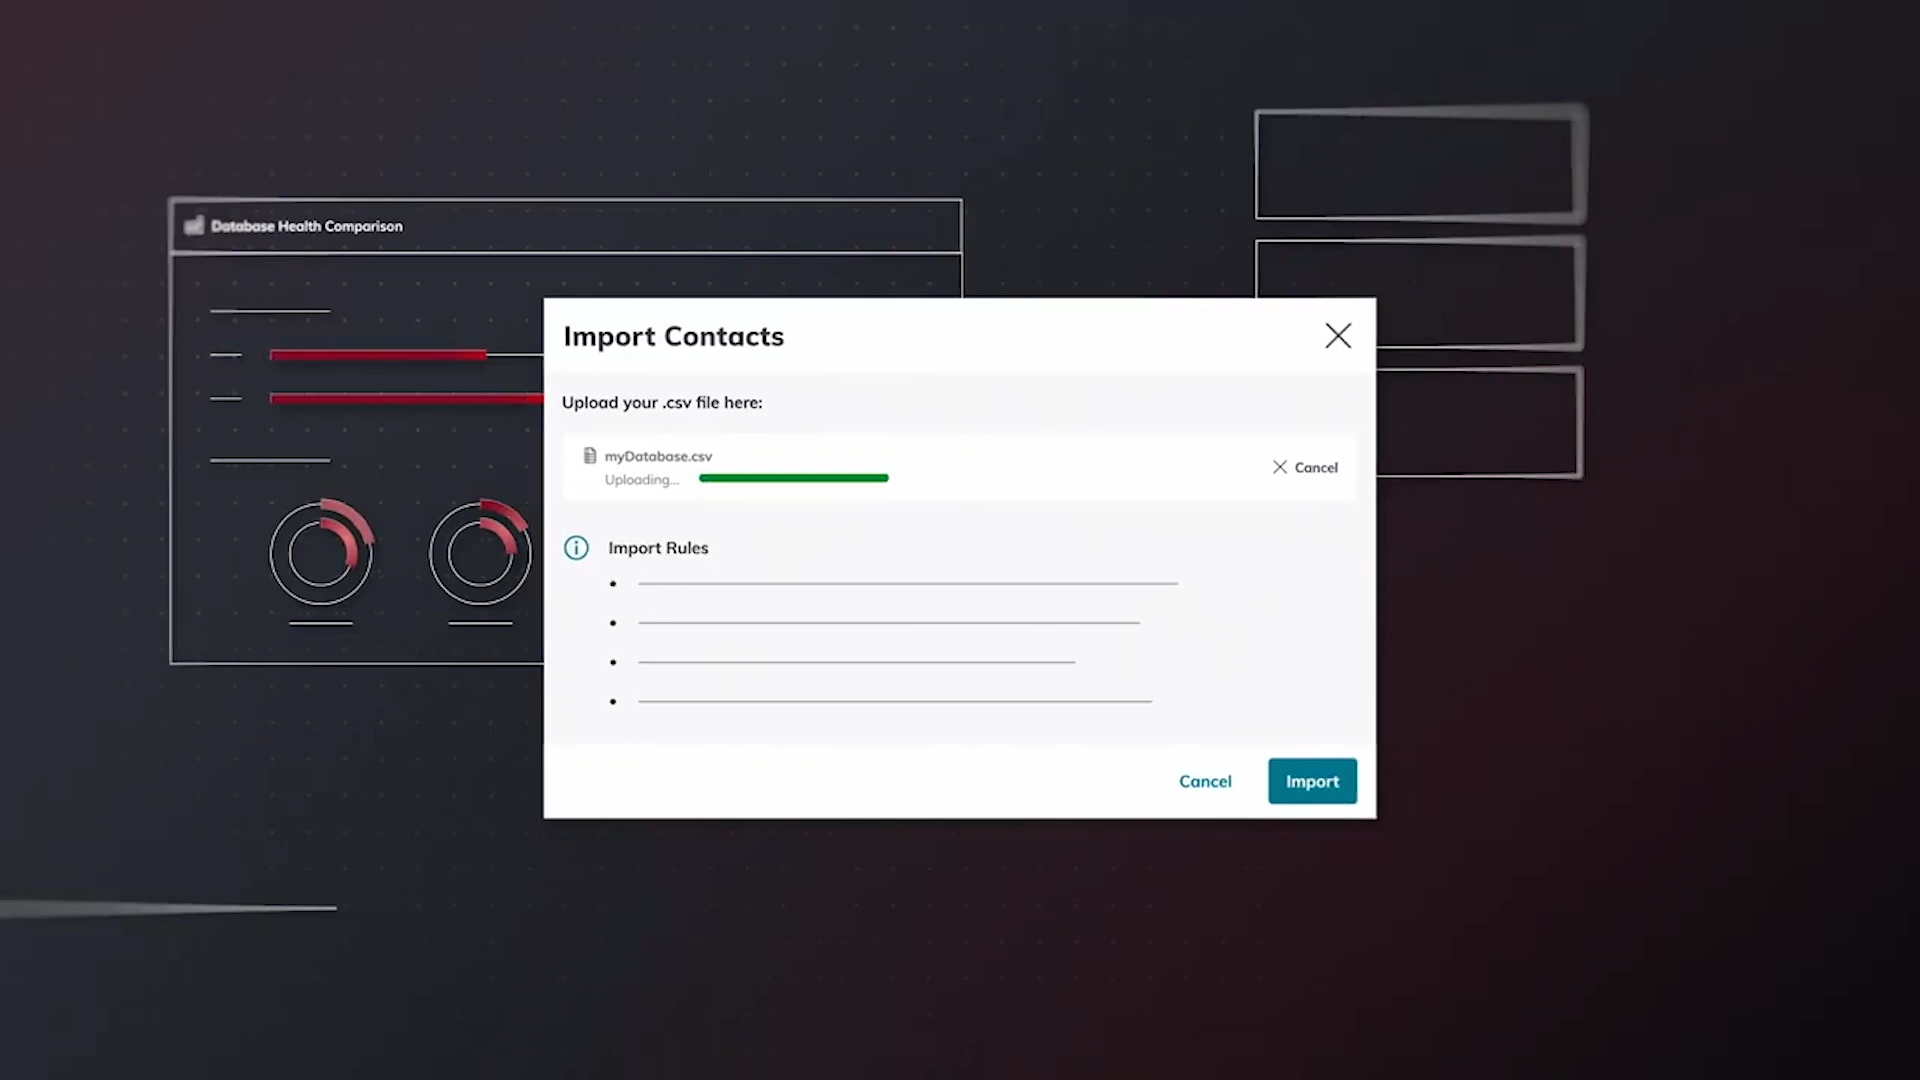 Database Health Comparison
Import Contacts
Upload your .csv file here:
myDatabase.csv
Uploading...
Cancel
Import Rules
Cancel
Import